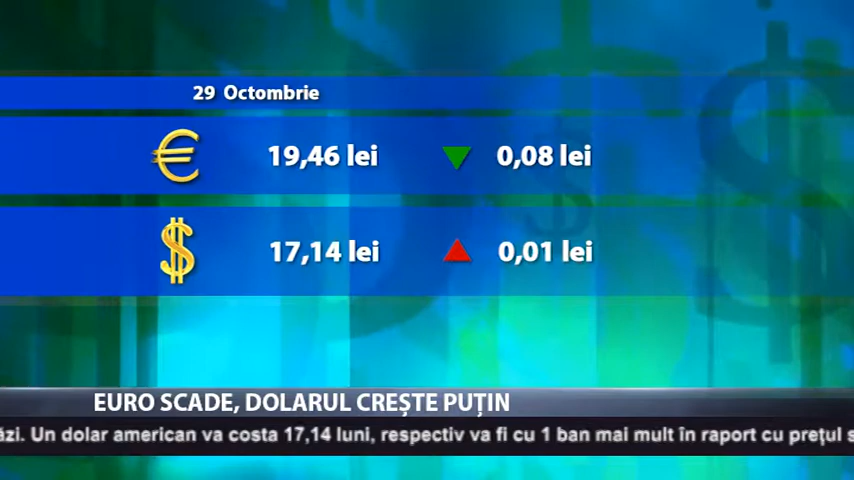 29 Octombrie
€ 19,46 lei 0,08 lei
$ 17,14 lei 0,01 lei
EURO SCADE, DOLARUL CREȘTE PUȚIN
ăzi. Un dolar american va costa 17,14 luni, respectiv va fi cu 1 ban mai mult în raport cu prețul s